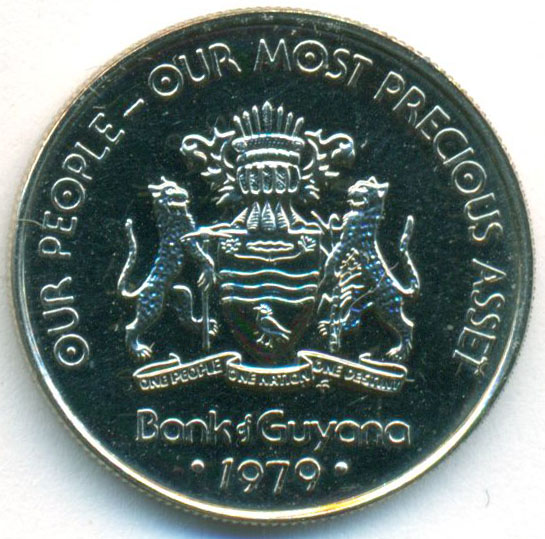 OUR PEOPLE – OUR MOST PRECIOUS ASSET
ONE PEOPLE ONE NATION ONE DESTINY
Bank of Guyana
• 1979 •